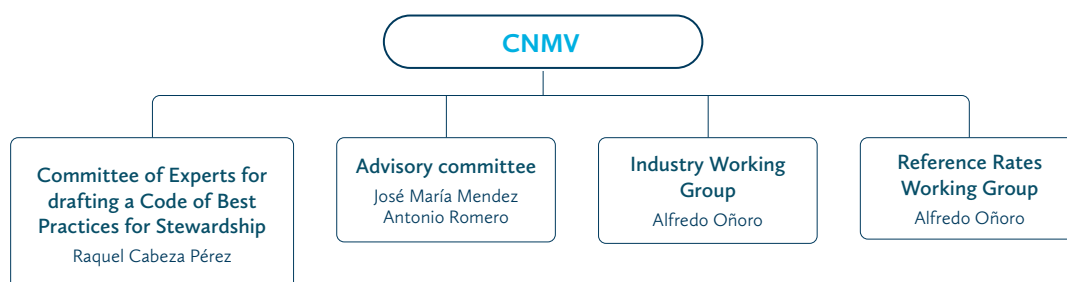 CNMV
Committee of Experts for
drafting a Code of Best
Practices for Stewardship
Raquel Cabeza Pérez
Advisory committee
José María Mendez
Antonio Romero
Industry Working
Group
Alfredo Oñoro
Reference Rates
Working Group
Alfredo Oñoro